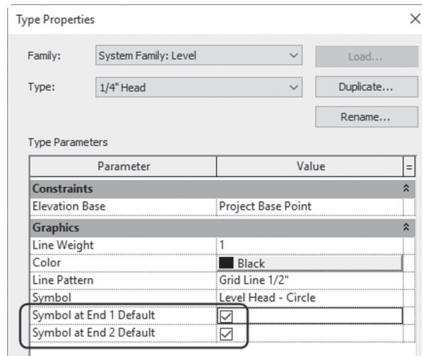 Type Properties
Family: System Family: Level Load...
Type: 1/4" Head Duplicate...
Rename...
Type Parameters
Parameter Value =
Constraints
Elevation Base Project Base Point
Graphics
Line Weight 1
Color Black
Line Pattern Grid Line 1/2"
Symbol Level Head - Circle
Symbol at End 1 Default
Symbol at End 2 Default